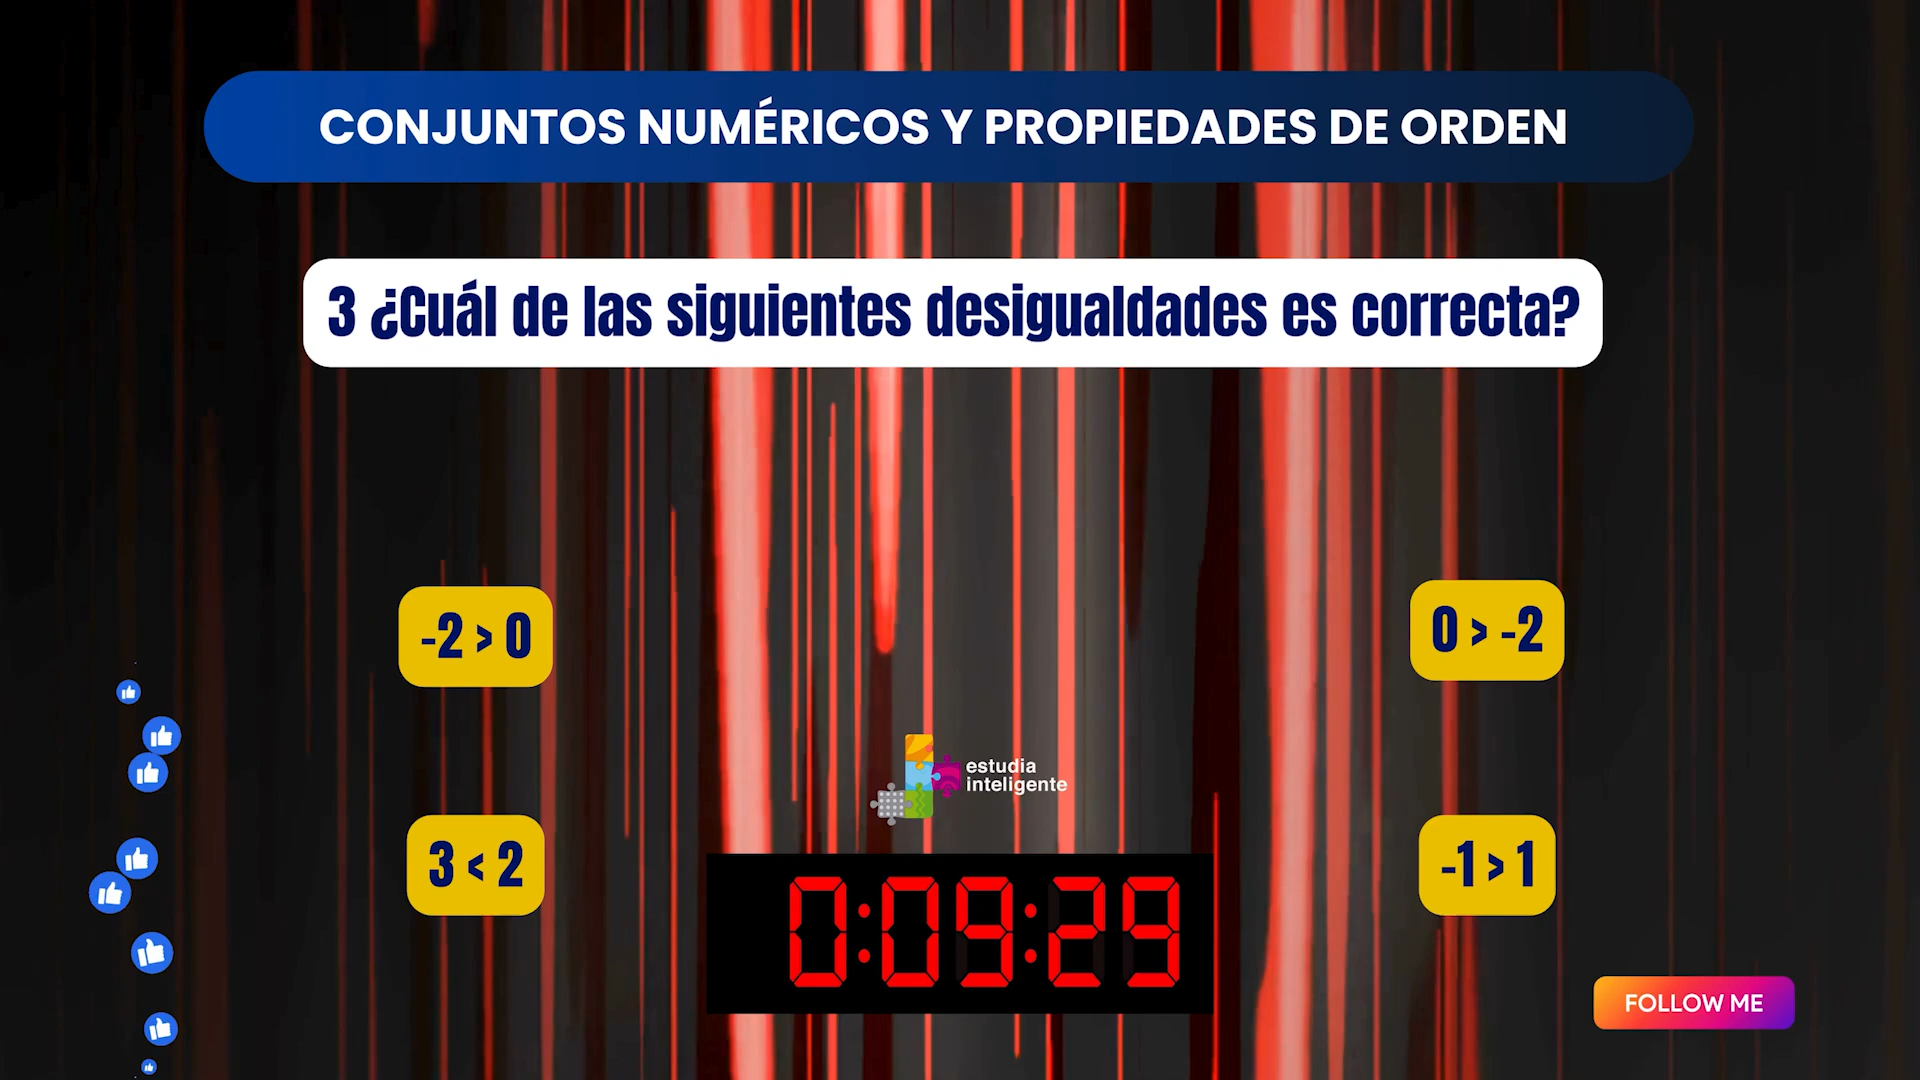 CONJUNTOS NUMÉRICOS Y PROPIEDADES DE ORDEN
3 ¿Cuál de las siguientes desigualdades es correcta?
-2 > 0
0 > -2
3 < 2
-1 > 1
estudia
inteligente
0:09:29
FOLLOW ME